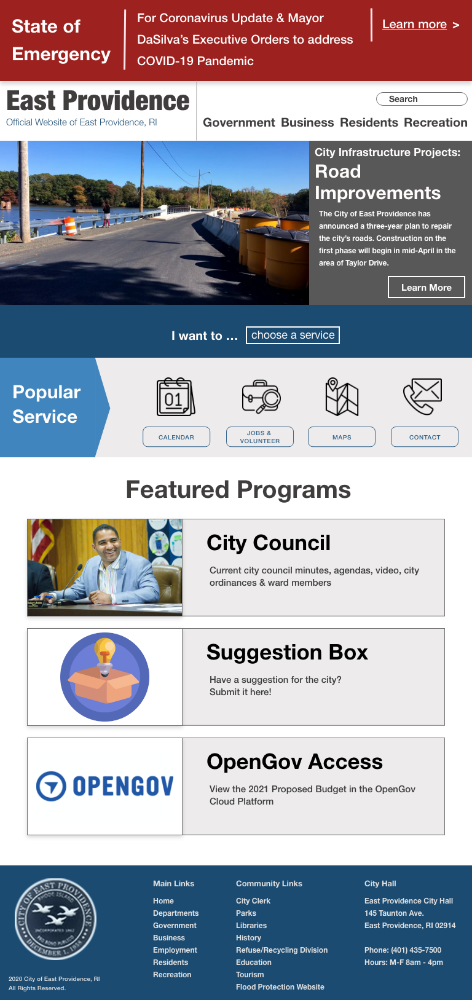 State of
Emergency
For Coronavirus Update & Mayor
DaSilva's Executive Orders to address
COVID-19 Pandemic
Learn more >
East Providence
Official Website of East Providence, RI
Search
Government Business Residents Recreation
City Infrastructure Projects:
Road
Improvements
The City of East Providence has
announced a three-year plan to repair
the city's roads. Construction on the
first phase will begin in mid-April in the
area of Taylor Drive.
Learn More
I want to ...
choose a service
Popular
Service
01
CALENDAR
JOBS &
VOLUNTEER
MAPS
CONTACT
Featured Programs
City Council
Current city council minutes, agendas, video, city
ordinances & ward members
Suggestion Box
Have a suggestion for the city?
Submit it here!
OPENGOV
OpenGov Access
View the 2021 Proposed Budget in the OpenGov
Cloud Platform
CITY OF EAST PROVIDENCE
RHODE ISLAND
INCORPORATED 1862
PRO BONO PUBLICO
DECEMBER 1, 1958
2020 City of East Providence, RI
All Rights Reserved.
Main Links
Home
Departments
Government
Business
Employment
Residents
Recreation
Community Links
City Clerk
Parks
Libraries
History
Refuse/Recycling Division
Education
Tourism
Flood Protection Website
City Hall
East Providence City Hall
145 Taunton Ave.
East Providence, RI 02914
Phone: (401) 435-7500
Hours: M-F 8am - 4pm